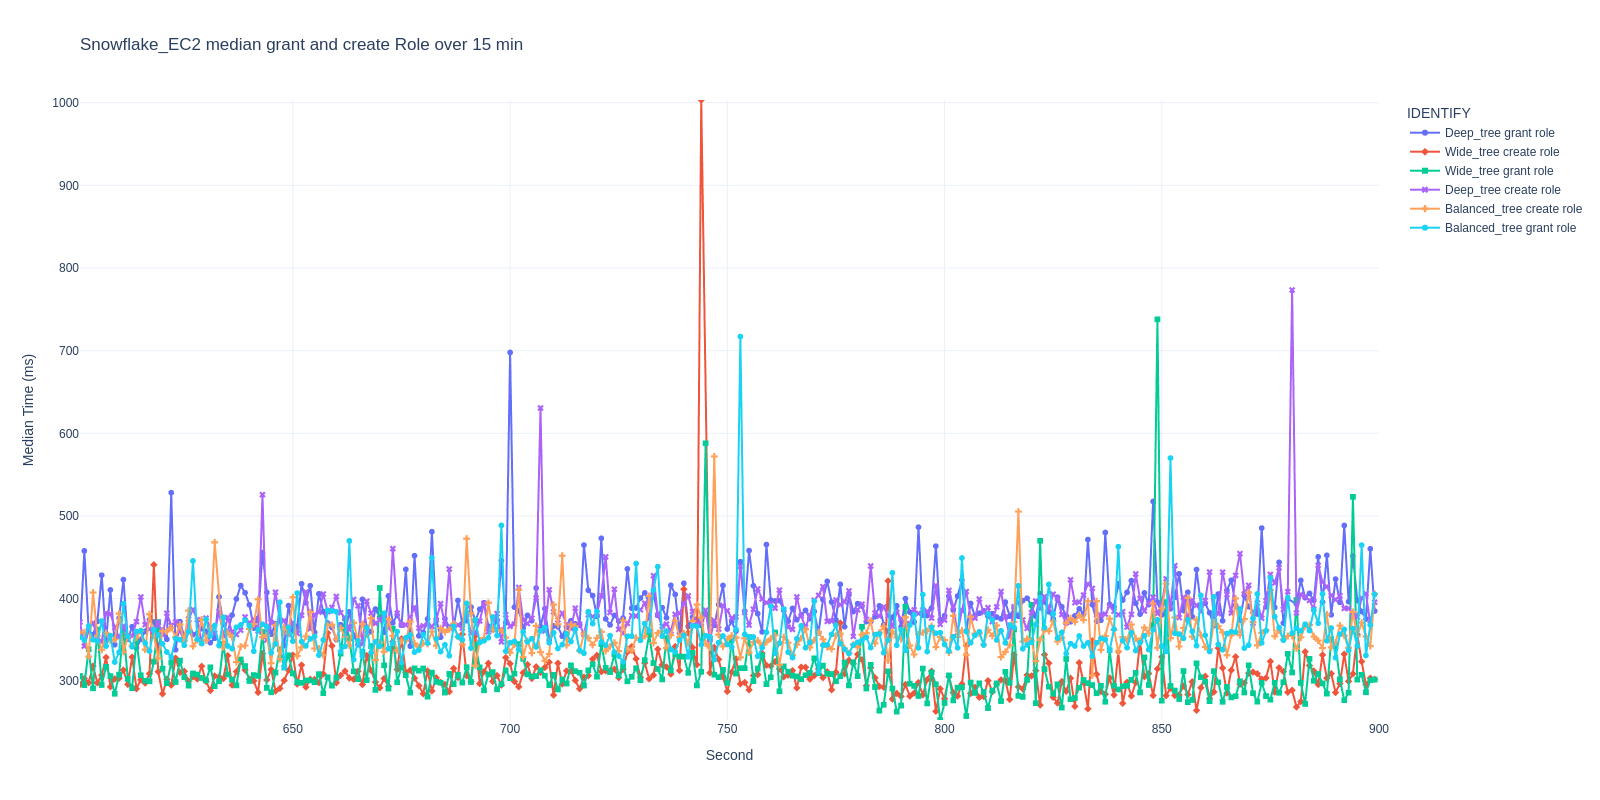 Snowflake_EC2 median grant and create Role over 15 min
1000
900
800
700
600
500
400
300
Median Time (ms)
650
700
750
800
850
900
Second
IDENTIFY
Deep_tree grant role
Wide_tree create role
Wide_tree grant role
Deep_tree create role
Balanced_tree create role
Balanced_tree grant role